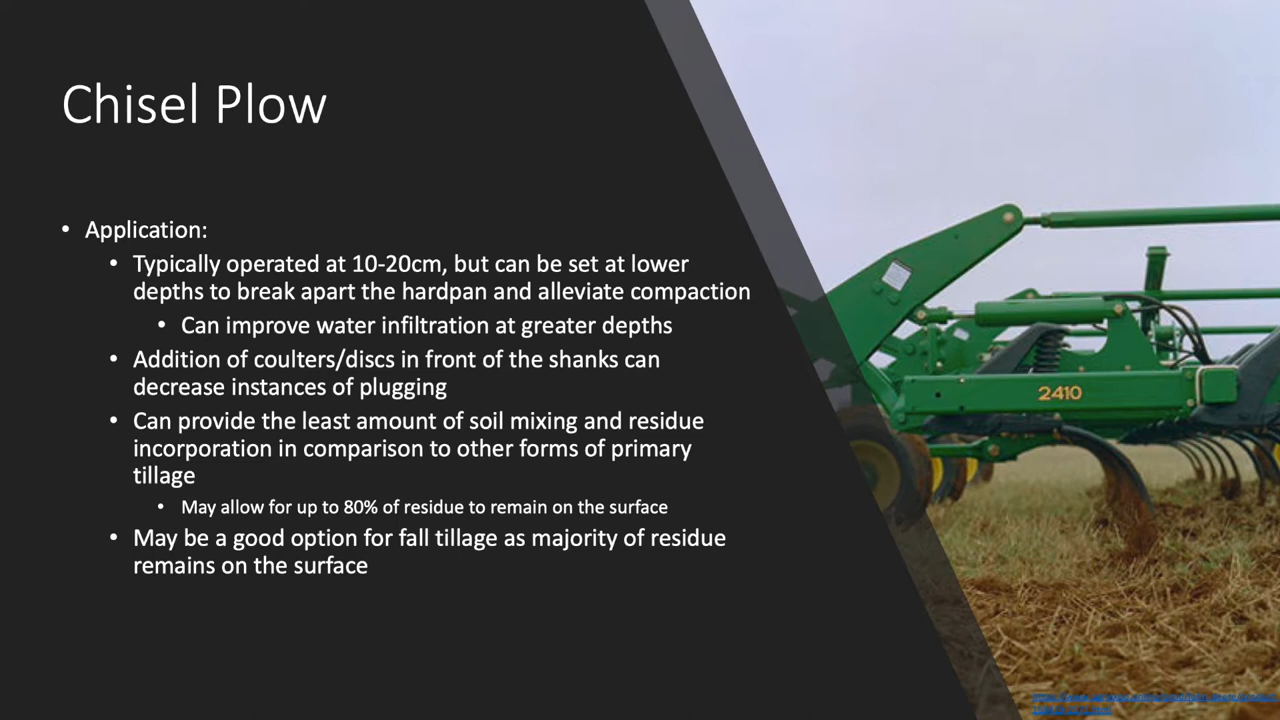 Chisel Plow
• Application:
• Typically operated at 10-20cm, but can be set at lower
depths to break apart the hardpan and alleviate compaction
• Can improve water infiltration at greater depths
• Addition of coulters/discs in front of the shanks can
decrease instances of plugging
• Can provide the least amount of soil mixing and residue
incorporation in comparison to other forms of primary
tillage
• May allow for up to 80% of residue to remain on the surface
• May be a good option for fall tillage as majority of residue
remains on the surface
2410